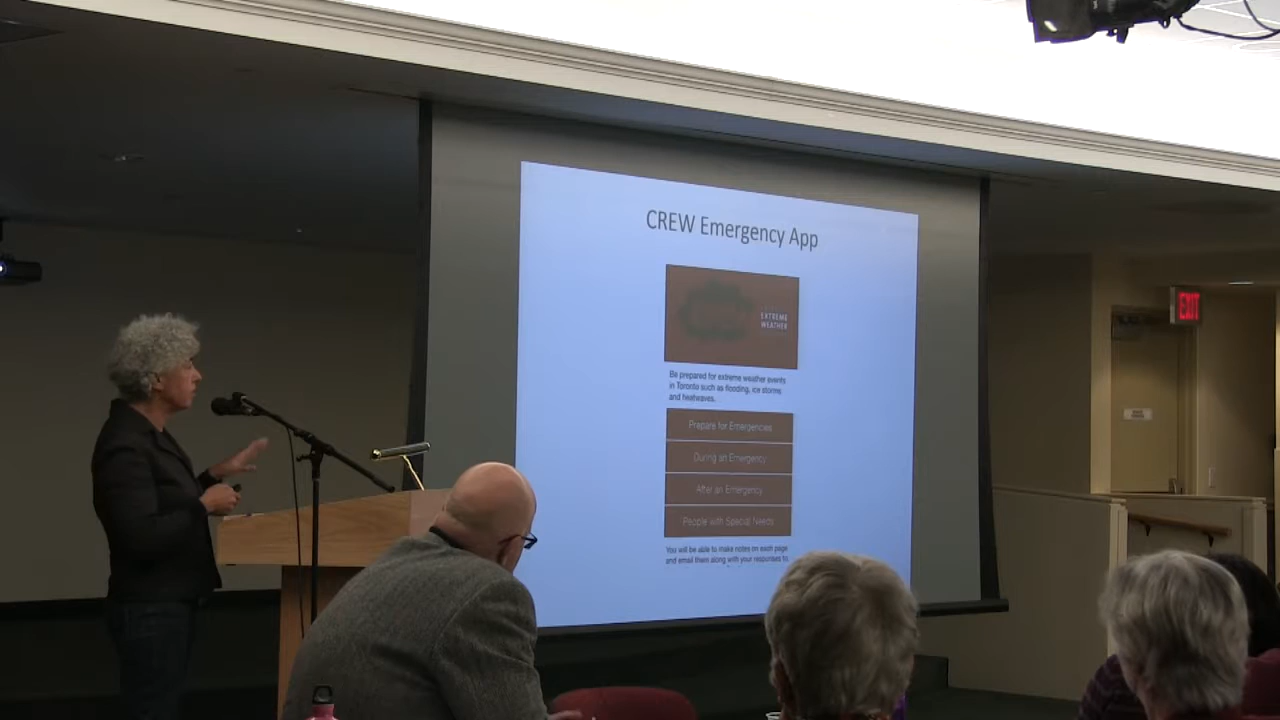 CREW Emergency App
EXTREME
WEATHER
Be prepared for extreme weather events
in Toronto such as flooding, ice storms
and heatwaves.
Prepare for Emergencies
During an Emergency
After an Emergency
People with Special Needs
You will be able to make notes on each page
and email them along with your responses to
EXIT